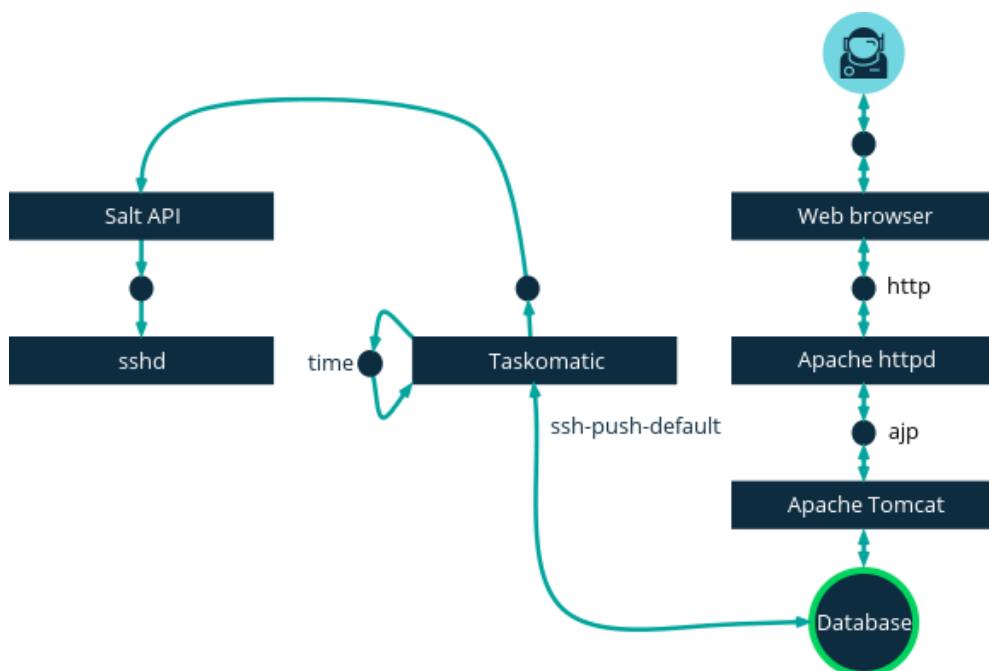 Salt API
Web browser
http
sshd
time
Taskomatic
Apache httpd
ssh-push-default
ajp
Apache Tomcat
Database